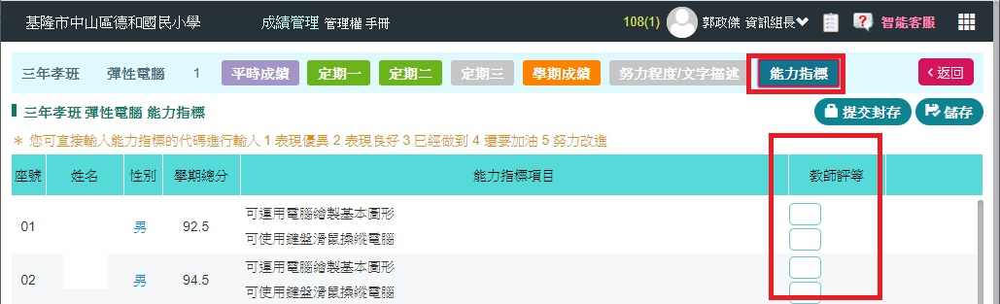 基隆市中山區德和國民小學 成績管理 管理權 手冊 108(1) 郭政傑 資訊組長 智能客服
三年孝班 彈性電腦 1 平時成績 定期一 定期二 定期三 學期成績 努力程度/文字描述 能力指標 返回
三年孝班 彈性電腦 能力指標 提交封存 儲存
＊ 您可直接輸入能力指標的代碼進行輸入 1 表現優異 2 表現良好 3 已經做到 4 還要加油 5 努力改進
座號 姓名 性別 學期總分 能力指標項目 教師評等
01 男 92.5 可運用電腦繪製基本圖形
可使用鍵盤滑鼠操縱電腦
02 男 94.5 可運用電腦繪製基本圖形
可使用鍵盤滑鼠操縱電腦